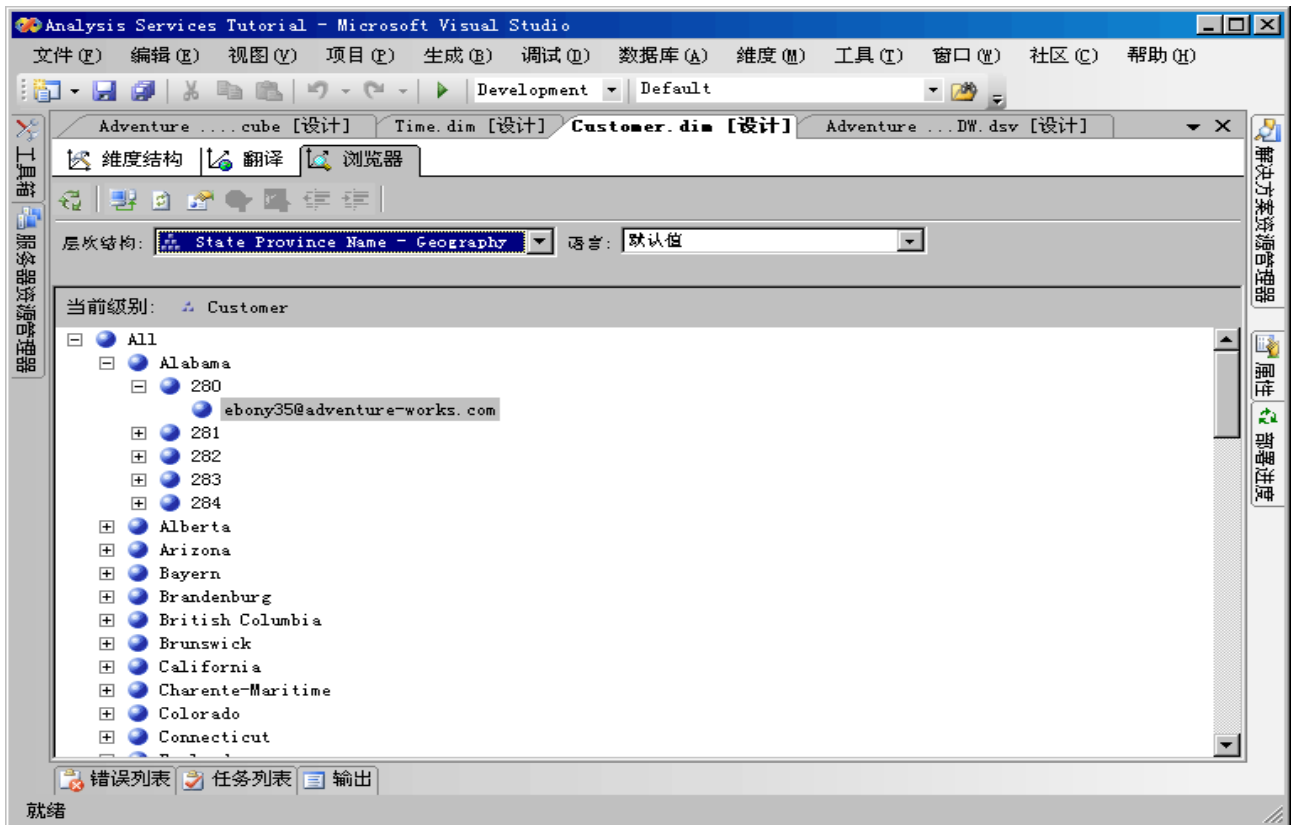 Analysis Services Tutorial - Microsoft Visual Studio
文件(F) 编辑(E) 视图(V) 项目(P) 生成(B) 调试(D) 数据库(A) 维度(M) 工具(T) 窗口(W) 社区(C) 帮助(H)
Development Default
Adventure ....cube [设计] Time.dim [设计] Customer.dim [设计] Adventure ...DW.dsv [设计]
维度结构 翻译 浏览器
层次结构: State Province Name - Geography 语言: 默认值
当前级别: Customer
All
Alabama
280
ebony35@adventure-works.com
281
282
283
284
Alberta
Arizona
Bayern
Brandenburg
British Columbia
Brunswick
California
Charente-Maritime
Colorado
Connecticut
错误列表 任务列表 输出
就绪
工具箱
服务器资源管理器
解决方案资源管理器
属性
部署进度